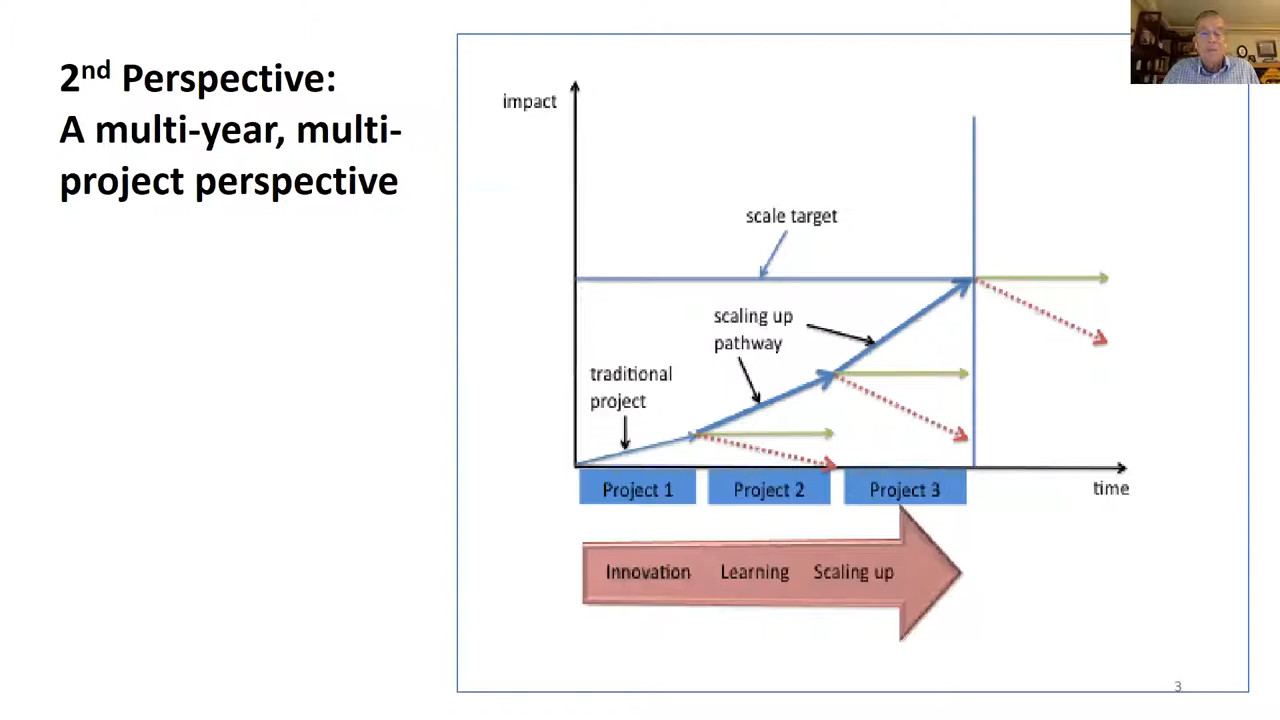 2nd Perspective:
A multi-year, multi-
project perspective
impact
scale target
scaling up
pathway
traditional
project
Project 1
Project 2
Project 3
time
Innovation
Learning
Scaling up
3